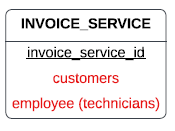 INVOICE_SERVICE
invoice_service_id
customers
employee (technicians)